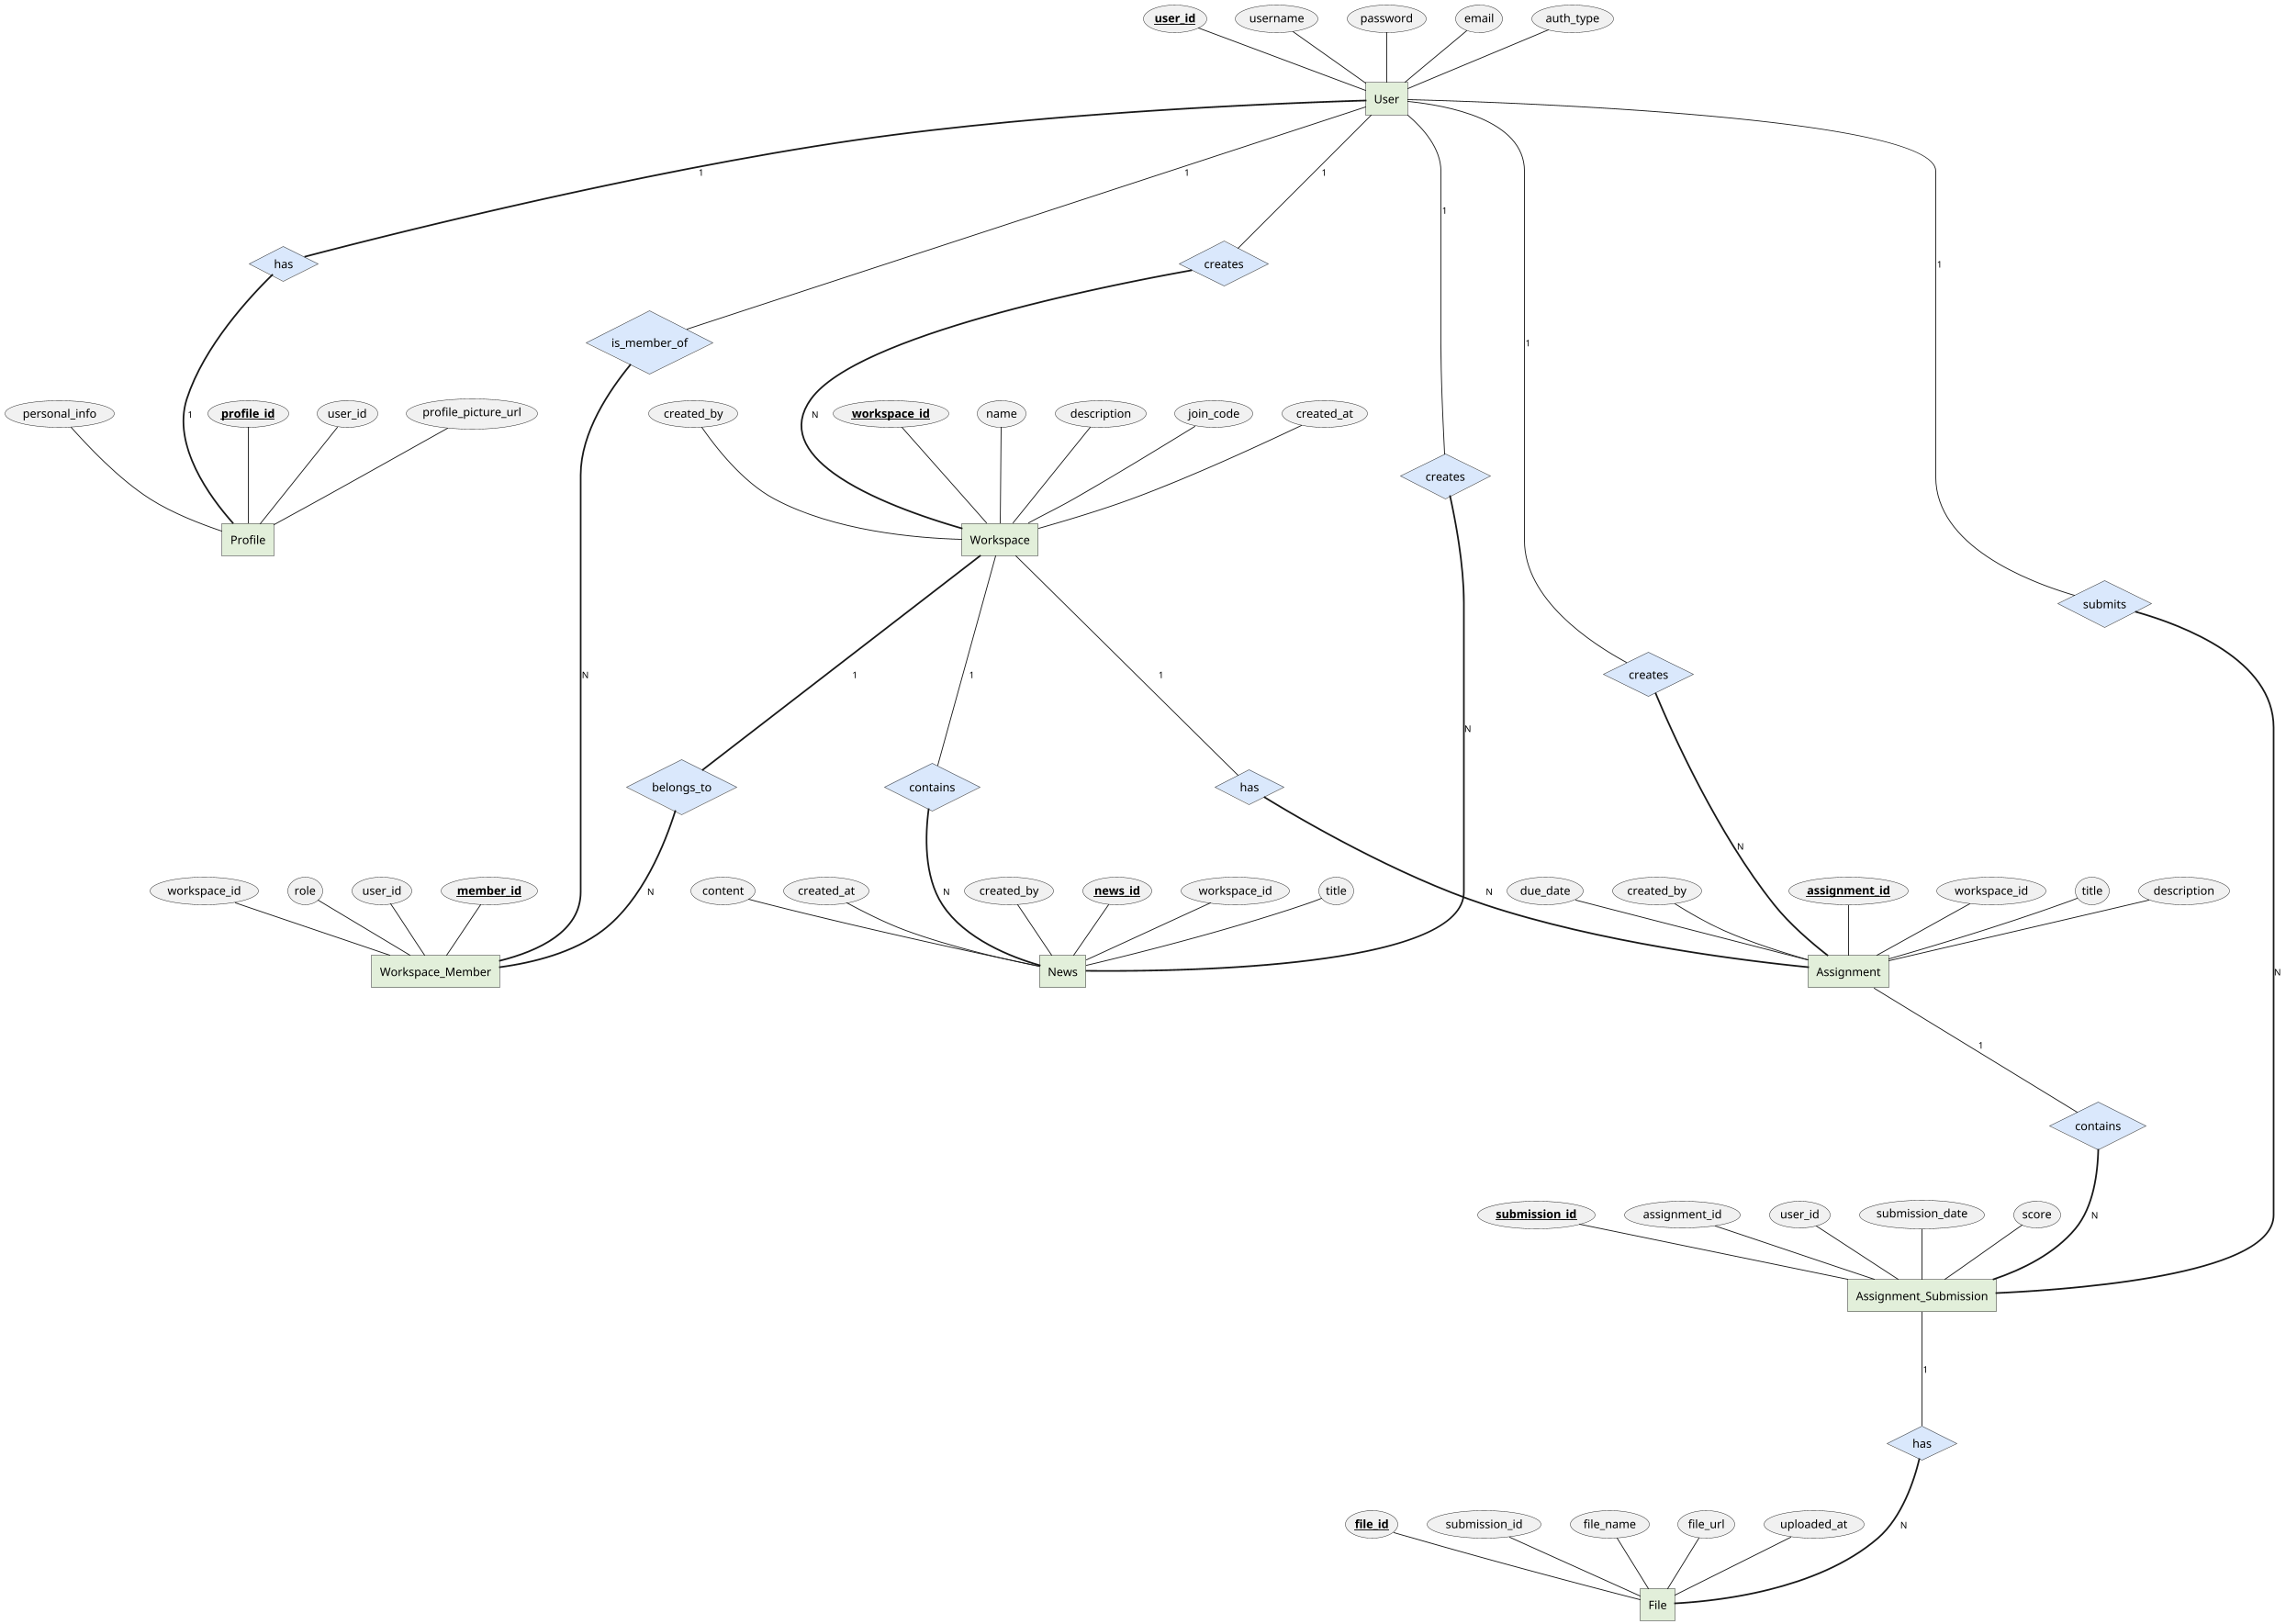 user_id
username
password
email
auth_type
User
1
1
1
1
has
creates
1
1
is_member_of
personal_info
profile_id
user_id
profile_picture_url
1
created_by
N
workspace_id
name
description
join_code
created_at
creates
Profile
Workspace
submits
N
1
1
1
creates
N
belongs_to
contains
has
N
workspace_id
role
user_id
member_id
N
content
created_at
N
created_by
news_id
workspace_id
title
N
due_date
created_by
assignment_id
workspace_id
title
description
Workspace_Member
News
Assignment
N
1
contains
submission_id
assignment_id
user_id
submission_date
score
N
Assignment_Submission
1
has
file_id
submission_id
file_name
file_url
uploaded_at
N
File